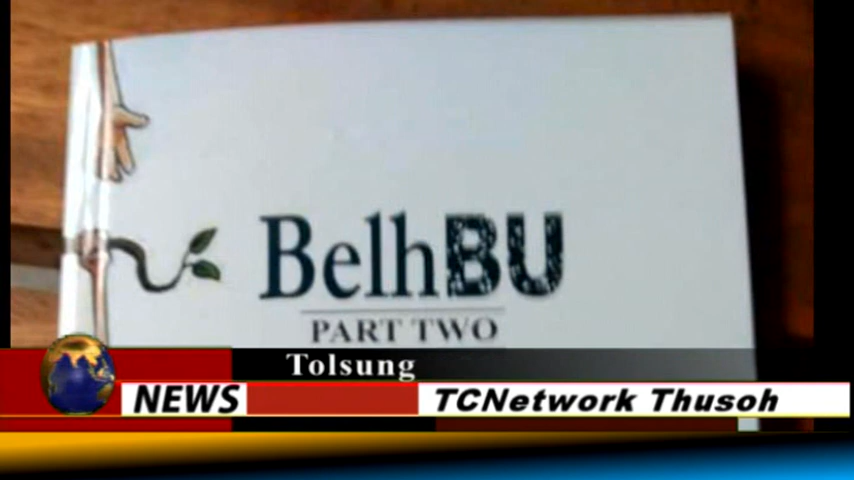 BelhBU
PART TWO
Tolsung
NEWS
TCNetwork Thusoh